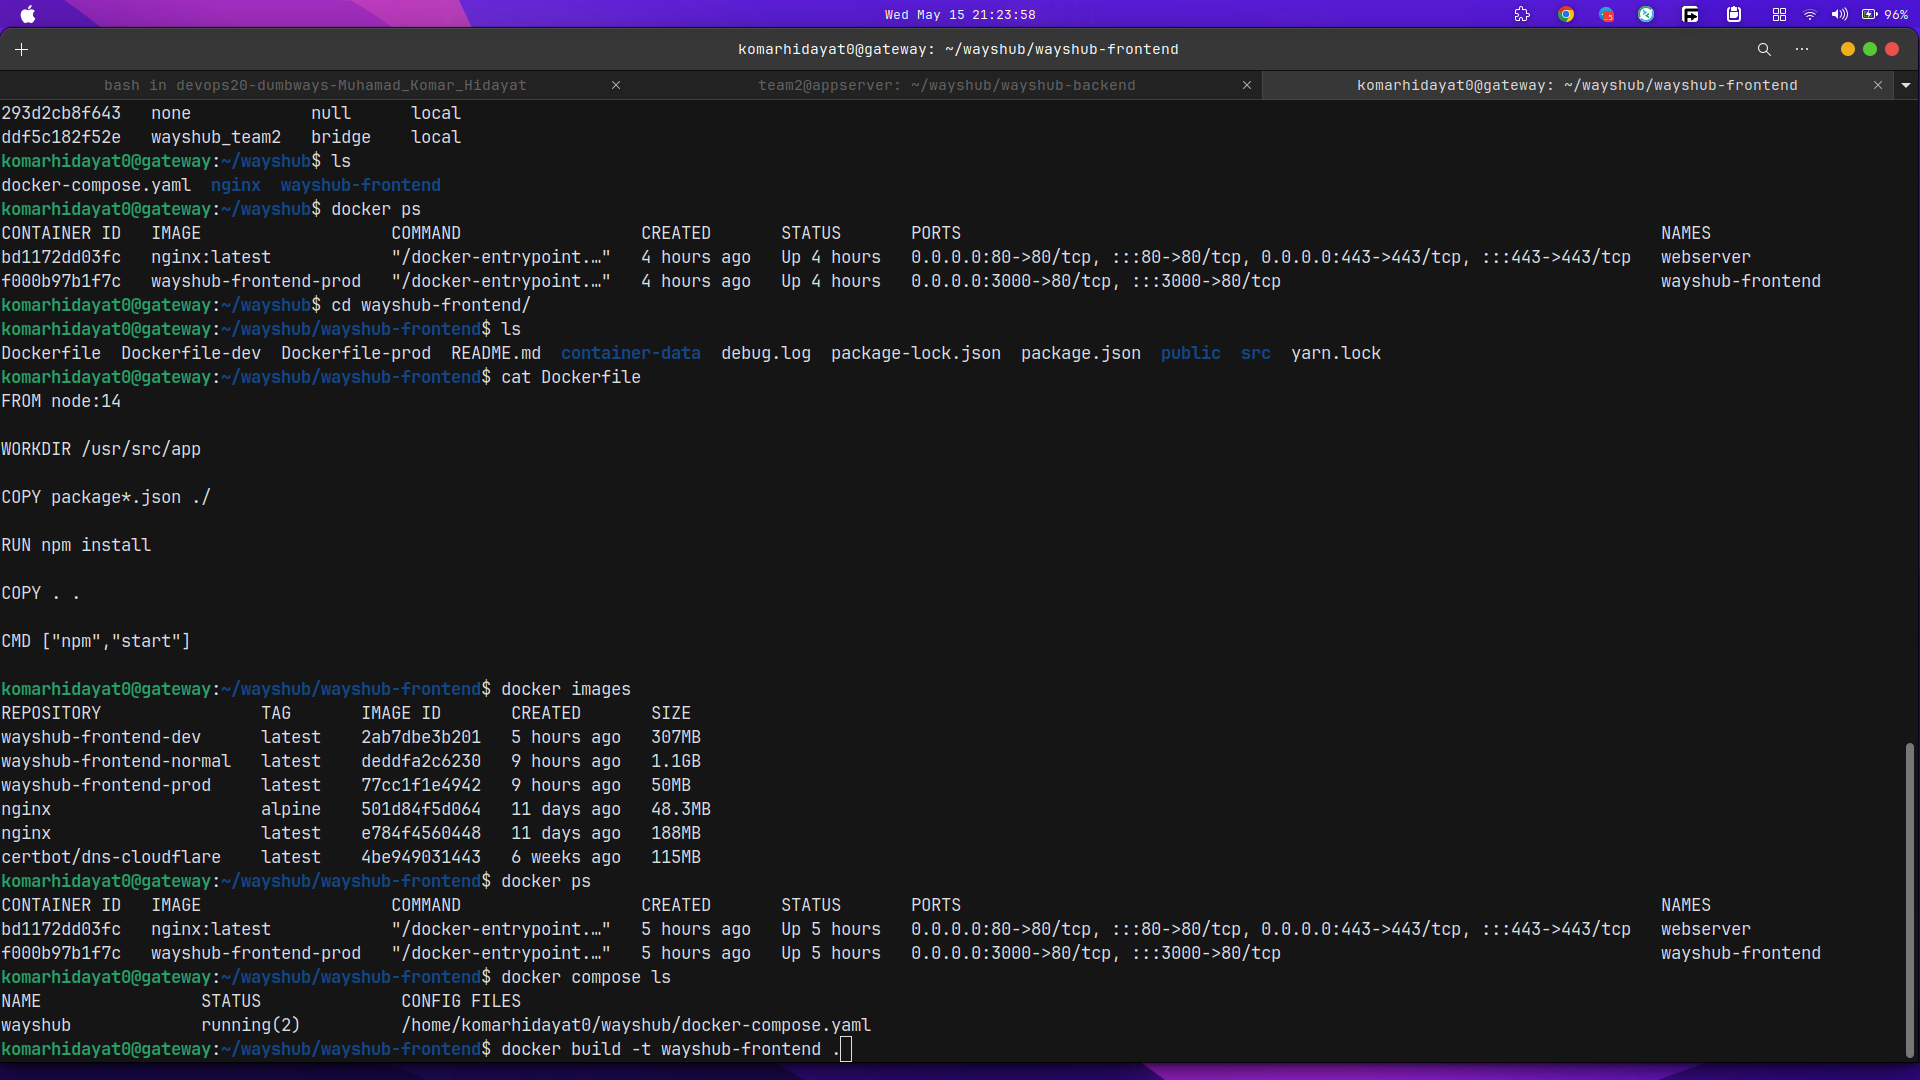 Wed May 15 21:23:58
96%
komarhidayat0@gateway: ~/wayshub/wayshub-frontend
bash in devops20-dumbways-Muhamad_Komar_Hidayat
team2@appserver: ~/wayshub/wayshub-backend
komarhidayat0@gateway: ~/wayshub/wayshub-frontend
293d2cb8f643   none            null      local
ddf5c182f52e   wayshub_team2   bridge    local
komarhidayat0@gateway:~/wayshub$ ls
docker-compose.yaml  nginx  wayshub-frontend
komarhidayat0@gateway:~/wayshub$ docker ps
CONTAINER ID   IMAGE                   COMMAND                  CREATED       STATUS       PORTS                                                                      NAMES
bd1172dd03fc   nginx:latest            "/docker-entrypoint.…"   4 hours ago   Up 4 hours   0.0.0.0:80->80/tcp, :::80->80/tcp, 0.0.0.0:443->443/tcp, :::443->443/tcp   webserver
f000b97b1f7c   wayshub-frontend-prod   "/docker-entrypoint.…"   4 hours ago   Up 4 hours   0.0.0.0:3000->80/tcp, :::3000->80/tcp                                      wayshub-frontend
komarhidayat0@gateway:~/wayshub$ cd wayshub-frontend/
komarhidayat0@gateway:~/wayshub/wayshub-frontend$ ls
Dockerfile  Dockerfile-dev  Dockerfile-prod  README.md  container-data  debug.log  package-lock.json  package.json  public  src  yarn.lock
komarhidayat0@gateway:~/wayshub/wayshub-frontend$ cat Dockerfile
FROM node:14
WORKDIR /usr/src/app
COPY package*.json ./
RUN npm install
COPY . .
CMD ["npm","start"]
komarhidayat0@gateway:~/wayshub/wayshub-frontend$ docker images
REPOSITORY                TAG       IMAGE ID       CREATED       SIZE
wayshub-frontend-dev      latest    2ab7dbe3b201   5 hours ago   307MB
wayshub-frontend-normal   latest    deddfa2c6230   9 hours ago   1.1GB
wayshub-frontend-prod     latest    77cc1f1e4942   9 hours ago   50MB
nginx                     alpine    501d84f5d064   11 days ago   48.3MB
nginx                     latest    e784f4560448   11 days ago   188MB
certbot/dns-cloudflare    latest    4be949031443   6 weeks ago   115MB
komarhidayat0@gateway:~/wayshub/wayshub-frontend$ docker ps
CONTAINER ID   IMAGE                   COMMAND                  CREATED       STATUS       PORTS                                                                      NAMES
bd1172dd03fc   nginx:latest            "/docker-entrypoint.…"   5 hours ago   Up 5 hours   0.0.0.0:80->80/tcp, :::80->80/tcp, 0.0.0.0:443->443/tcp, :::443->443/tcp   webserver
f000b97b1f7c   wayshub-frontend-prod   "/docker-entrypoint.…"   5 hours ago   Up 5 hours   0.0.0.0:3000->80/tcp, :::3000->80/tcp                                      wayshub-frontend
komarhidayat0@gateway:~/wayshub/wayshub-frontend$ docker compose ls
NAME                STATUS              CONFIG FILES
wayshub             running(2)          /home/komarhidayat0/wayshub/docker-compose.yaml
komarhidayat0@gateway:~/wayshub/wayshub-frontend$ docker build -t wayshub-frontend .